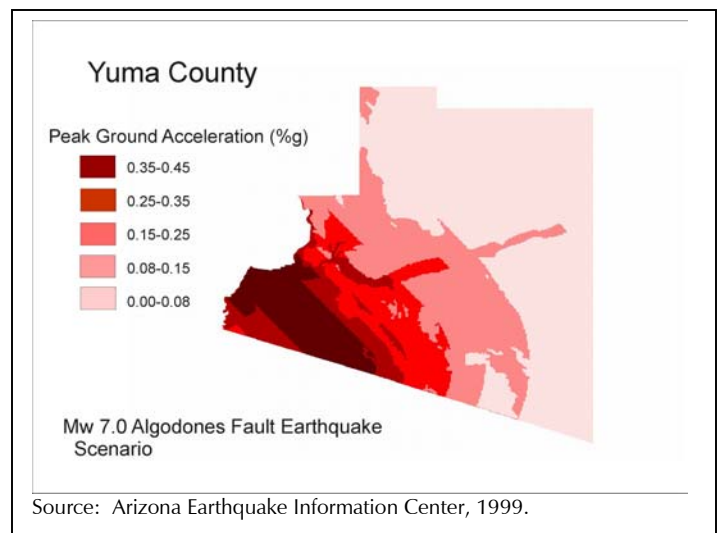 Yuma County
Peak Ground Acceleration (%g)
0.35-0.45
0.25-0.35
0.15-0.25
0.08-0.15
0.00-0.08
Mw 7.0 Algodones Fault Earthquake
Scenario
Source: Arizona Earthquake Information Center, 1999.